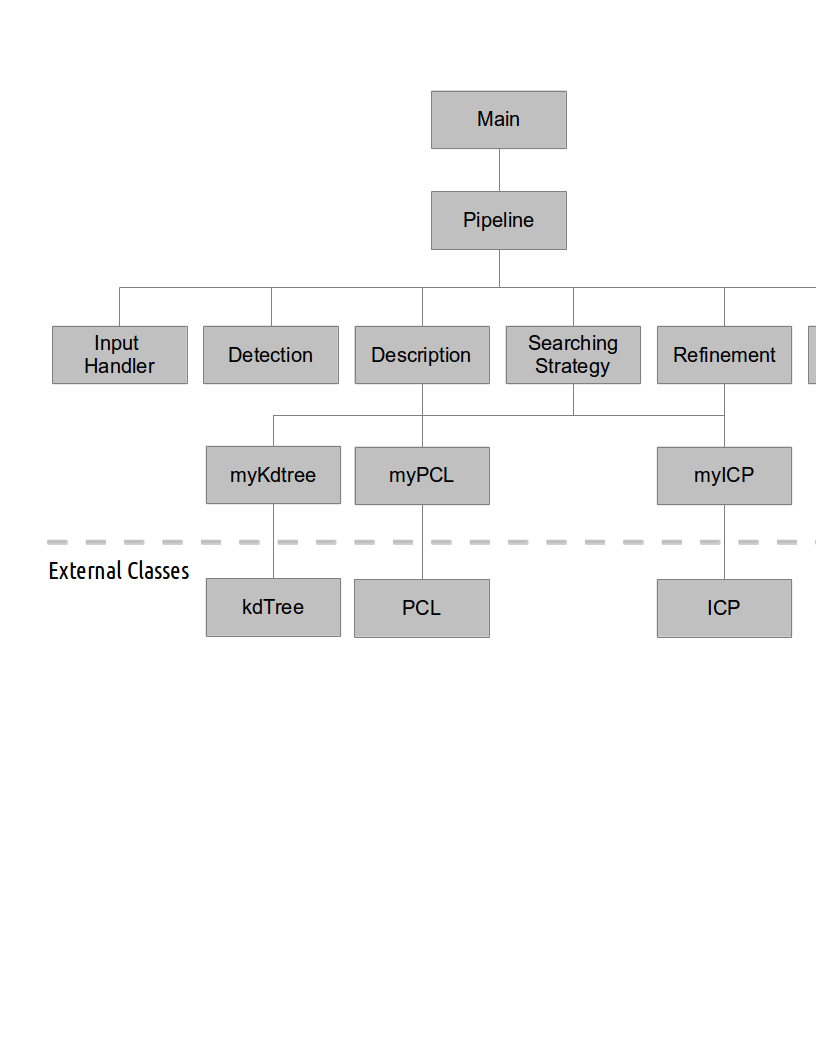 Main
Pipeline
Input
Handler
Detection
Description
Searching
Strategy
Refinement
myKdtree
myPCL
myICP
External Classes
kdTree
PCL
ICP